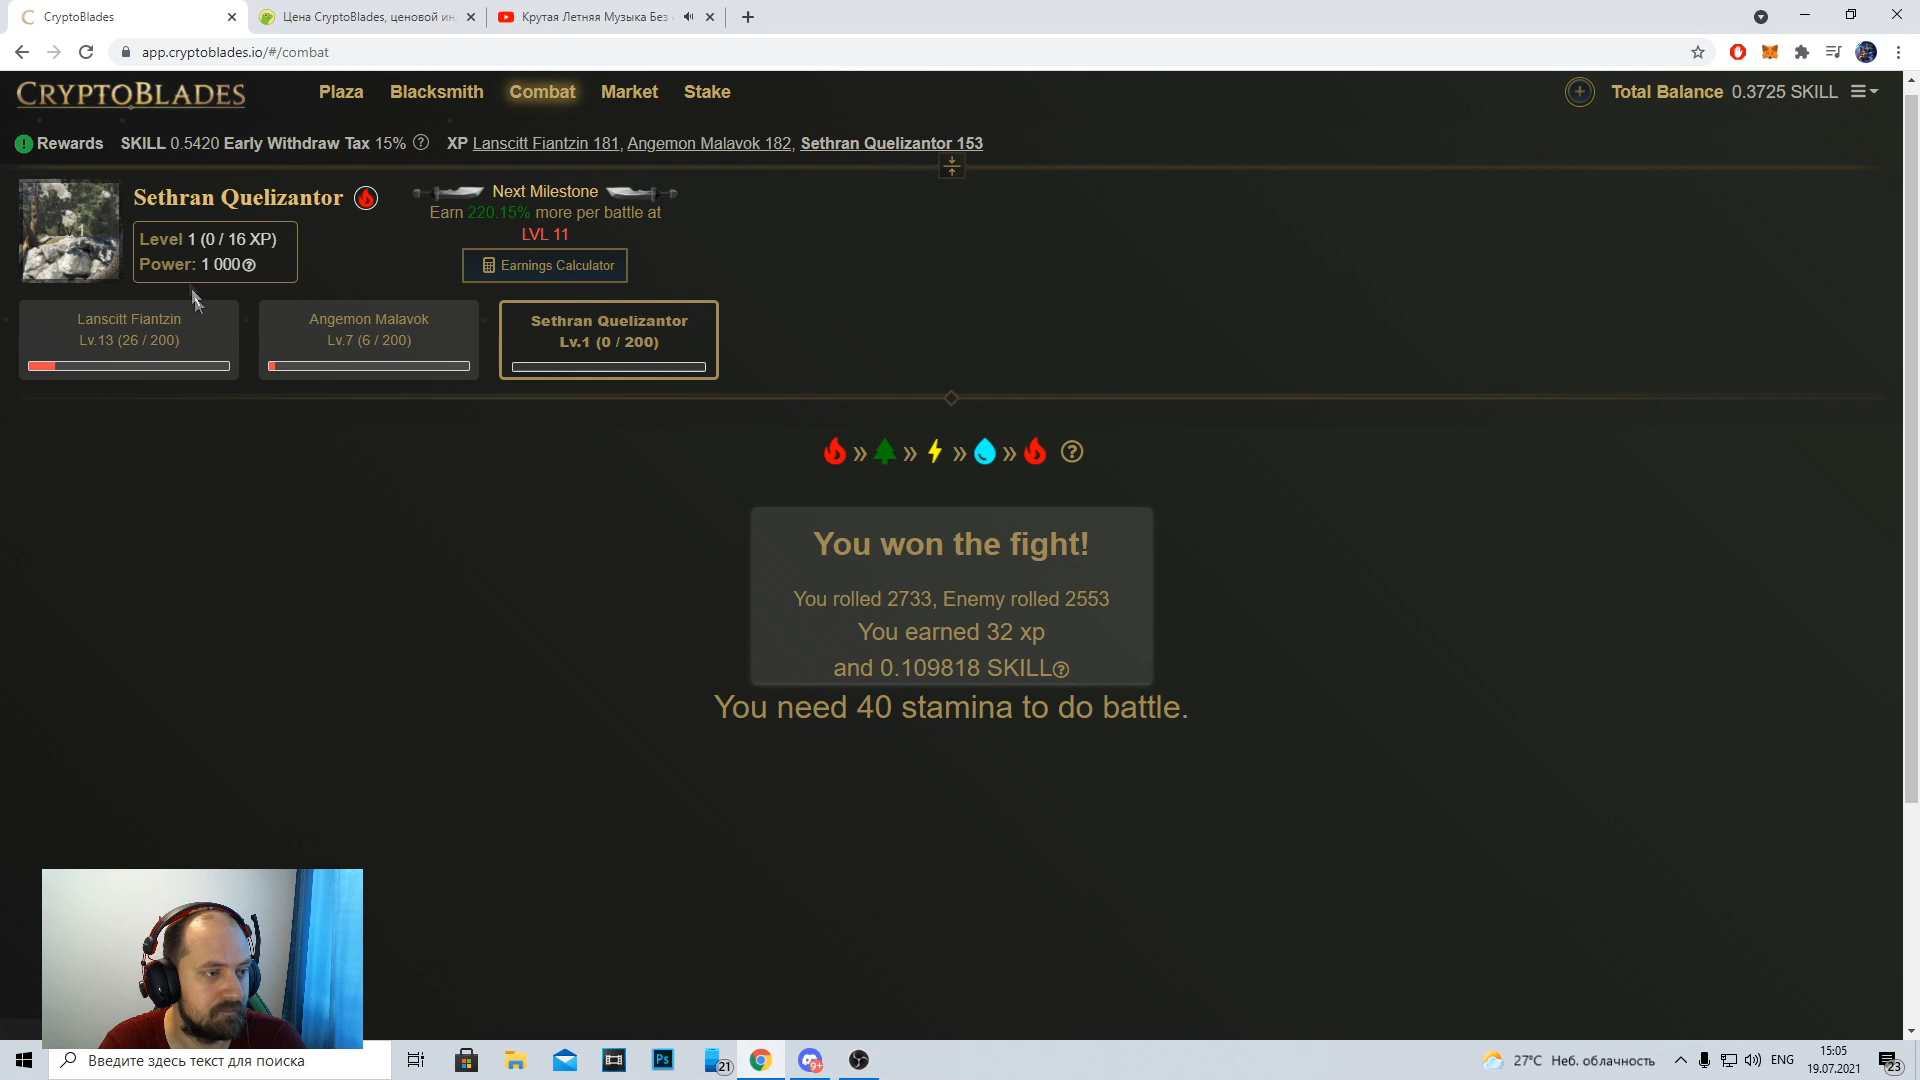 CryptoBlades
Цена CryptoBlades, ценовой ин
Крутая Летняя Музыка Без
app.cryptoblades.io/#/combat
CRYPTOBLADES
Plaza
Blacksmith
Combat
Market
Stake
Total Balance 0.3725 SKILL
Rewards SKILL 0.5420 Early Withdraw Tax 15% ? XP Lanscitt Fiantzin 181, Angemon Malavok 182, Sethran Quelizantor 153
Sethran Quelizantor
Level 1 (0 / 16 XP)
Power: 1 000?
Next Milestone
Earn 220.15% more per battle at
LVL 11
Earnings Calculator
Lanscitt Fiantzin
Lv.13 (26 / 200)
Angemon Malavok
Lv.7 (6 / 200)
Sethran Quelizantor
Lv.1 (0 / 200)
» » » » ?
You won the fight!
You rolled 2733, Enemy rolled 2553
You earned 32 xp
and 0.109818 SKILL?
You need 40 stamina to do battle.
Введите здесь текст для поиска
Ps
21
9+
27°C Неб. облачность
ENG
15:05
19.07.2021
23